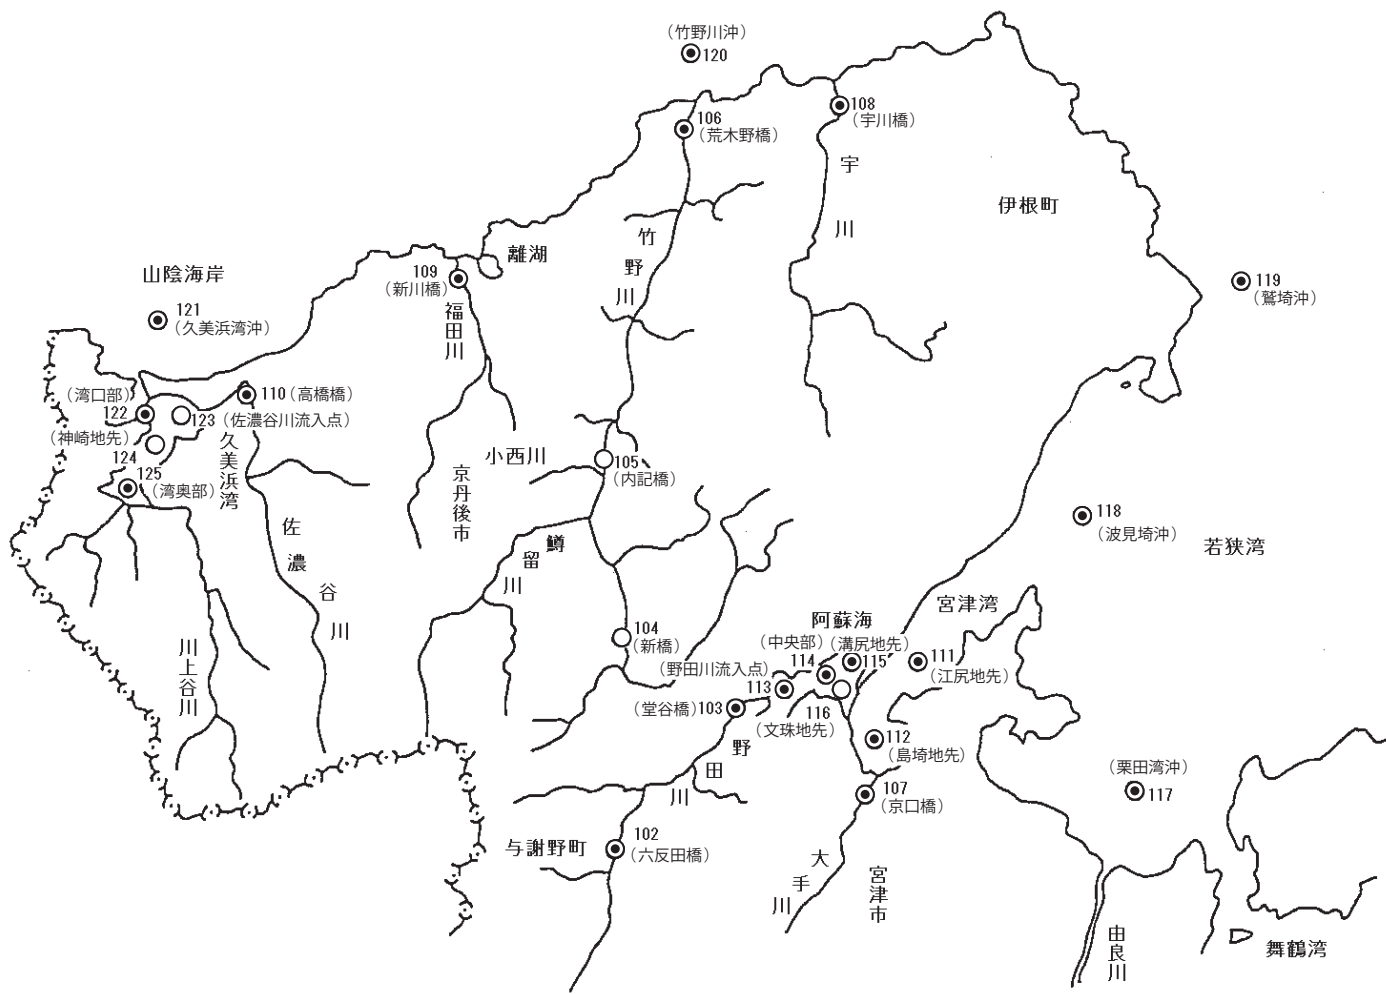 （竹野川沖）
120
108
（宇川橋）
106
（荒木野橋）
宇川
伊根町
竹野川
離湖
山陰海岸
109
（新川橋）
119
（鷲埼沖）
121
（久美浜湾沖）
福田川
（湾口部）
122
110（高橋橋）
123（佐濃谷川流入点）
（神崎地先）
124
久美浜湾
125
（湾奥部）
小西川
105
（内記橋）
京丹後市
佐濃谷川
鱒留川
118
（波見埼沖）
若狭湾
宮津湾
阿蘇海
104
（新橋）
（中央部）
（溝尻地先）
114
115
111
（江尻地先）
（野田川流入点）
113
川上谷川
（堂谷橋）103
116
（文珠地先）
野田川
112
（島埼地先）
（栗田湾沖）
117
107
（京口橋）
与謝野町
102
（六反田橋）
大手川
宮津市
由良川
舞鶴湾